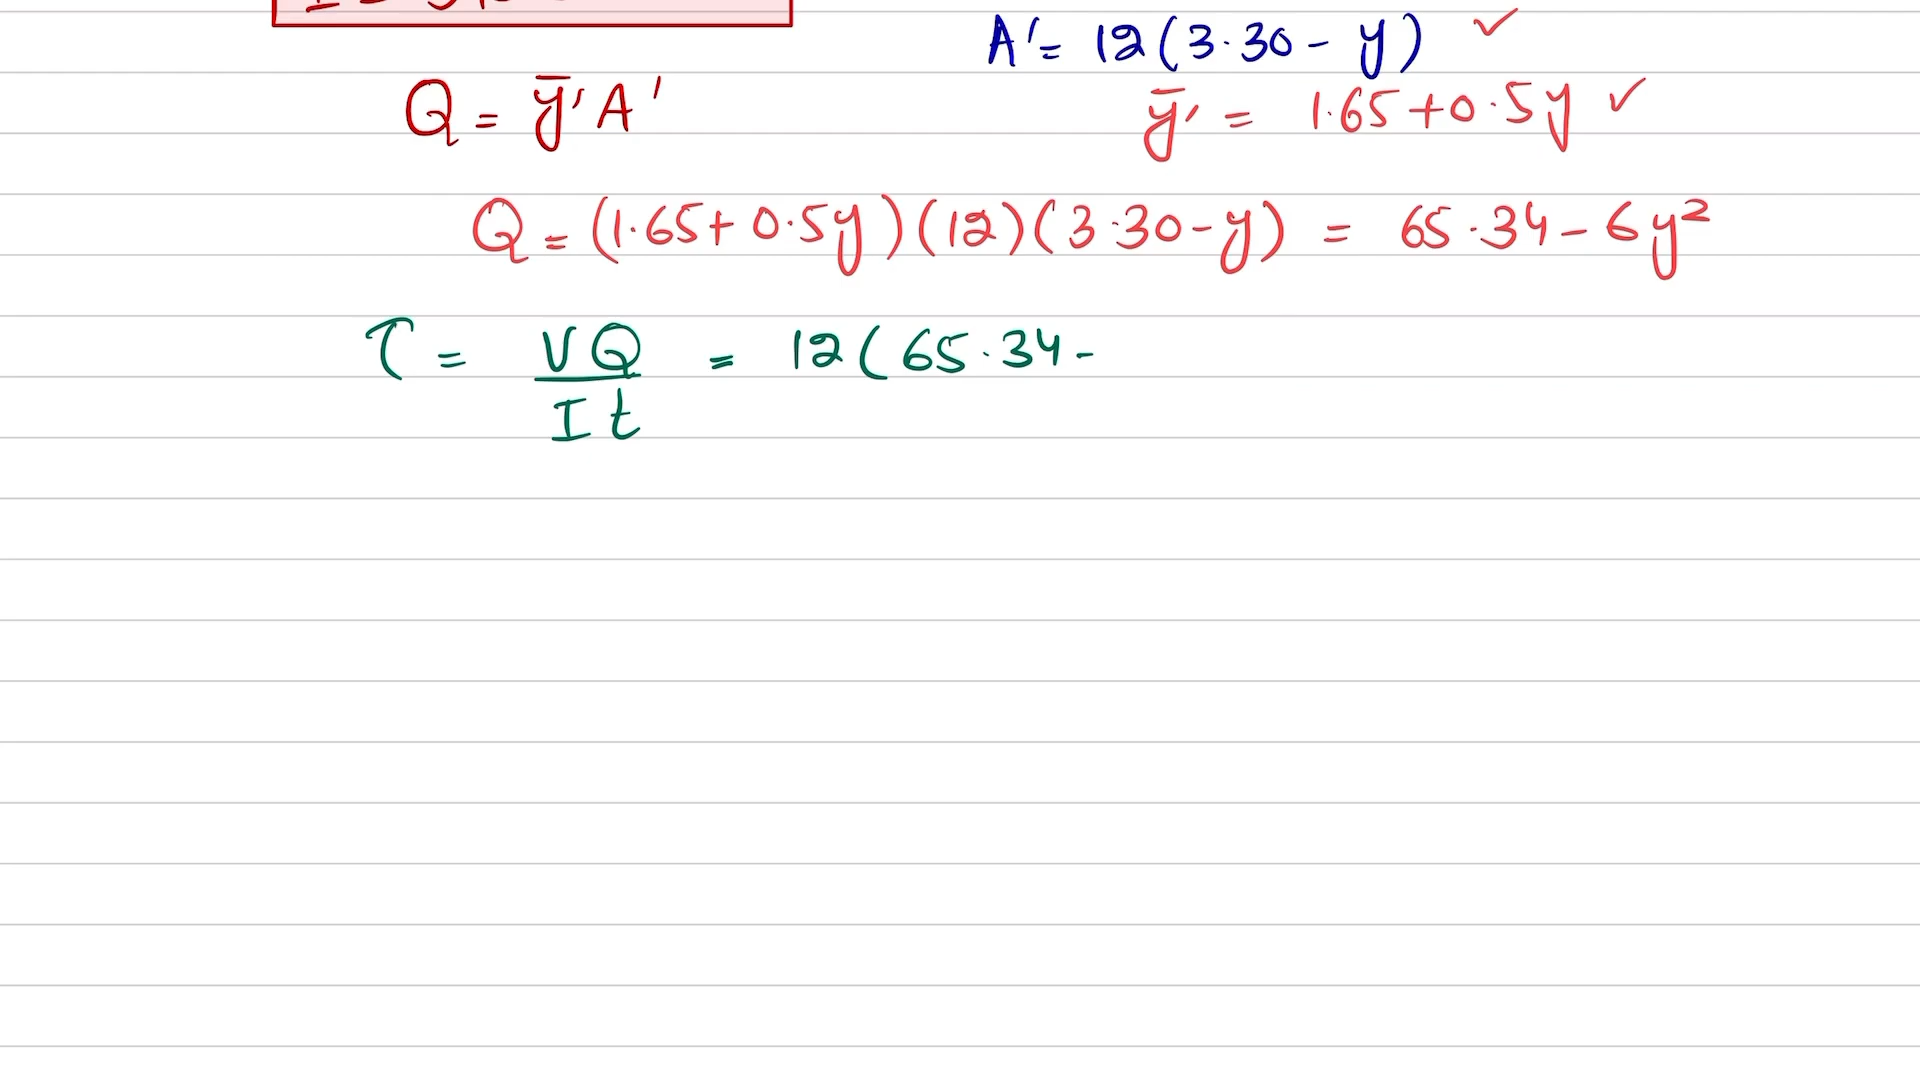 A' = 12(3.30 - y) ✓
Q = ȳ'A'
ȳ' = 1.65 + 0.5y ✓
Q = (1.65 + 0.5y)(12)(3.30 - y) = 65.34 - 6y²
τ = VQ / It = 12(65.34 -